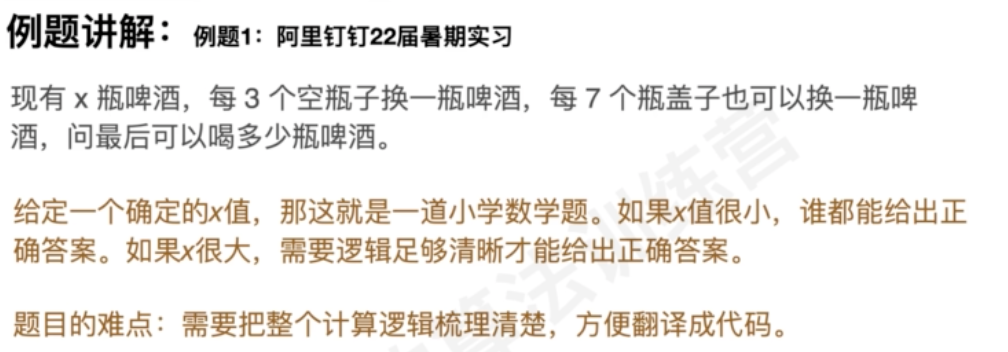 例题讲解：例题1：阿里钉钉22届暑期实习
现有 x 瓶啤酒，每 3 个空瓶子换一瓶啤酒，每 7 个瓶盖子也可以换一瓶啤
酒，问最后可以喝多少瓶啤酒。
给定一个确定的x值，那这就是一道小学数学题。如果x值很小，谁都能给出正
确答案。如果x很大，需要逻辑足够清晰才能给出正确答案。
题目的难点：需要把整个计算逻辑梳理清楚，方便翻译成代码。
算法训练营